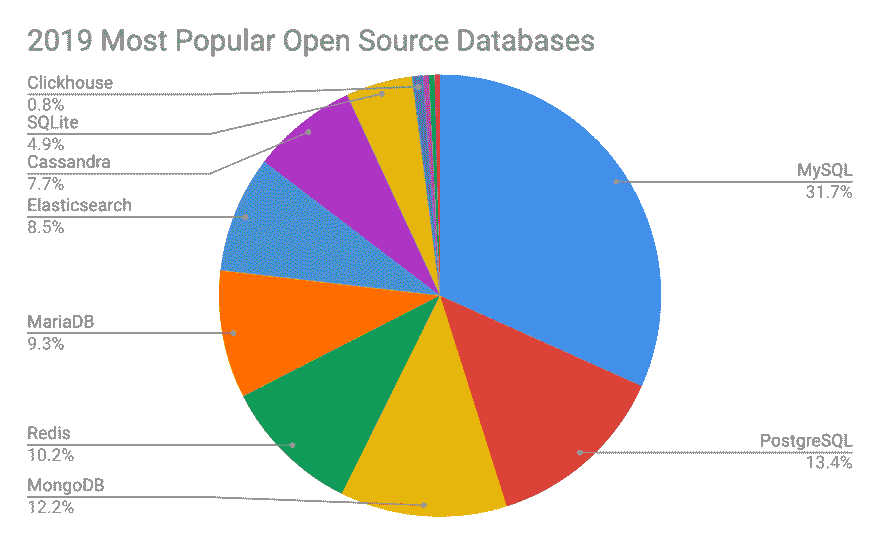 2019 Most Popular Open Source Databases
Clickhouse
0.8%
SQLite
4.9%
Cassandra
7.7%
Elasticsearch
8.5%
MariaDB
9.3%
Redis
10.2%
MongoDB
12.2%
MySQL
31.7%
PostgreSQL
13.4%